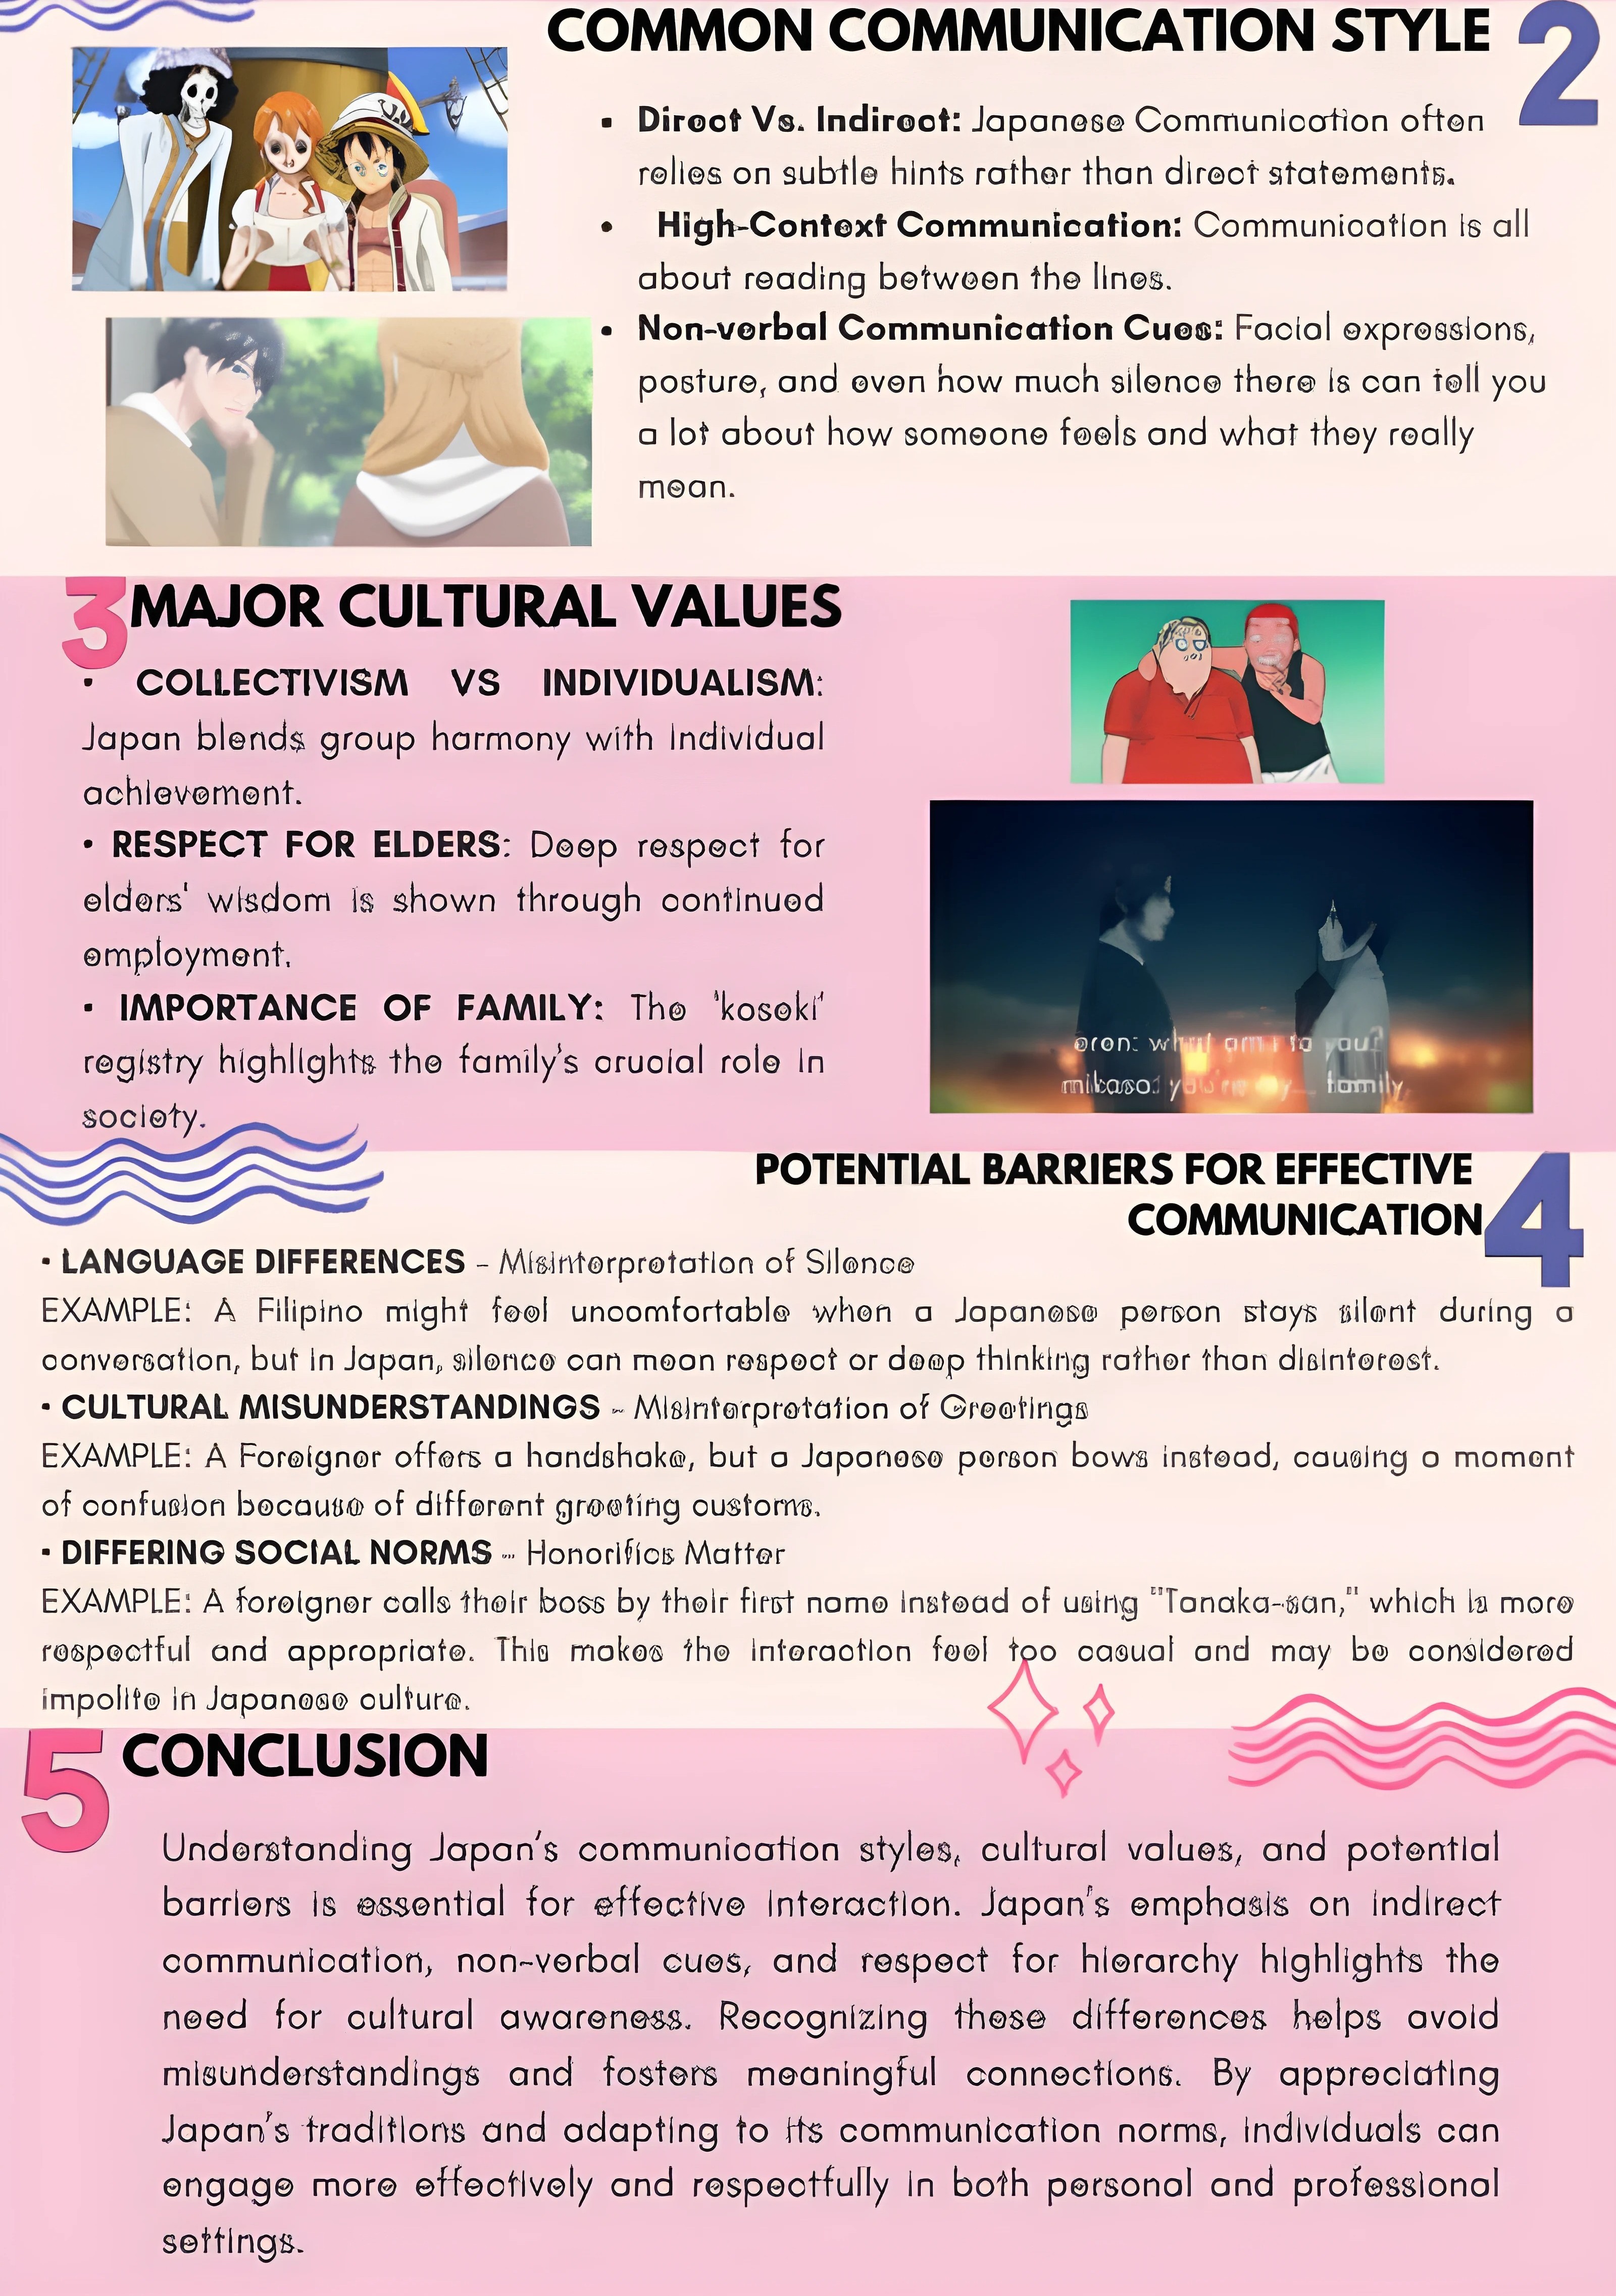 COMMON COMMUNICATION STYLE 2
• Direct Vs. Indirect: Japanese Communication often
relies on subtle hints rather than direct statements.
• High-Context Communication: Communication is all
about reading between the lines.
• Non-verbal Communication Cues: Facial expressions,
posture, and even how much silence there is can tell you
a lot about how someone feels and what they really
mean.
3 MAJOR CULTURAL VALUES
• COLLECTIVISM VS INDIVIDUALISM:
Japan blends group harmony with individual
achievement.
• RESPECT FOR ELDERS: Deep respect for
elders' wisdom is shown through continued
employment.
• IMPORTANCE OF FAMILY: The 'koseki'
registry highlights the family's crucial role in
society.
eren: what am i to you?
mikasa: you're my... family
POTENTIAL BARRIERS FOR EFFECTIVE
COMMUNICATION 4
• LANGUAGE DIFFERENCES - Misinterpretation of Silence
EXAMPLE: A Filipino might feel uncomfortable when a Japanese person stays silent during a
conversation, but in Japan, silence can mean respect or deep thinking rather than disinterest.
• CULTURAL MISUNDERSTANDINGS - Misinterpretation of Greetings
EXAMPLE: A Foreigner offers a handshake, but a Japanese person bows instead, causing a moment
of confusion because of different greeting customs.
• DIFFERING SOCIAL NORMS - Honorifics Matter
EXAMPLE: A foreigner calls their boss by their first name instead of using "Tanaka-san," which is more
respectful and appropriate. This makes the interaction feel too casual and may be considered
impolite in Japanese culture.
5 CONCLUSION
Understanding Japan's communication styles, cultural values, and potential
barriers is essential for effective interaction. Japan's emphasis on indirect
communication, non-verbal cues, and respect for hierarchy highlights the
need for cultural awareness. Recognizing these differences helps avoid
misunderstandings and fosters meaningful connections. By appreciating
Japan's traditions and adapting to its communication norms, individuals can
engage more effectively and respectfully in both personal and professional
settings.